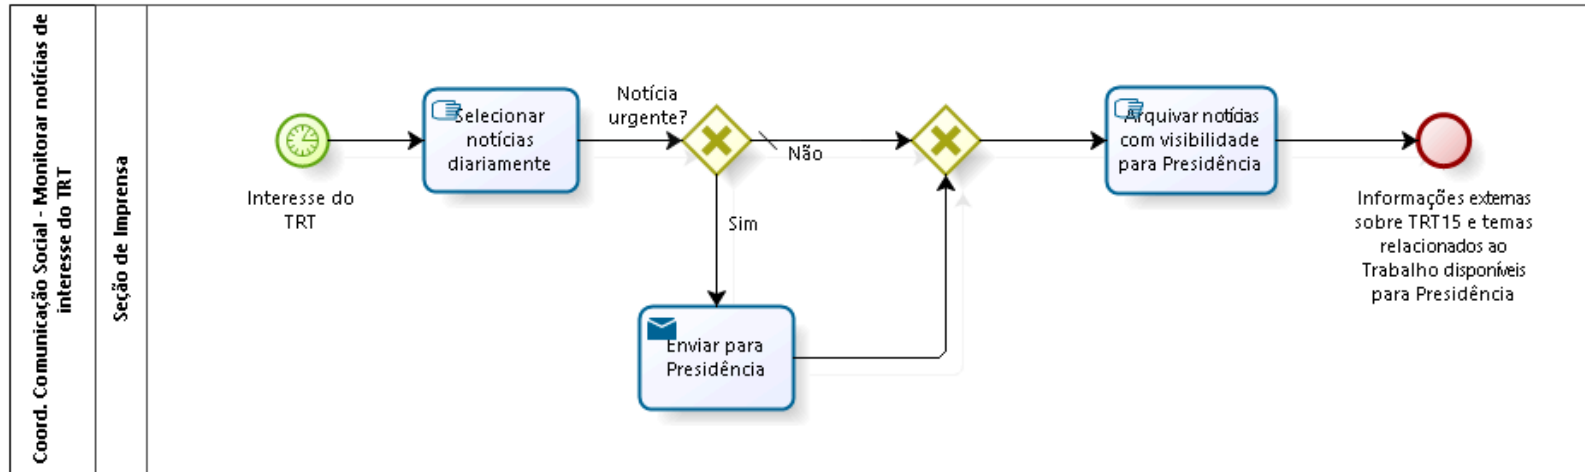 Coord. Comunicação Social - Monitorar notícias de
interesse do TRT
Seção de Imprensa
Interesse do
TRT
Selecionar
notícias
diariamente
Notícia
urgente?
Não
Sim
Enviar para
Presidência
Arquivar notícias
com visibilidade
para Presidência
Informações externas
sobre TRT15 e temas
relacionados ao
Trabalho disponíveis
para Presidência